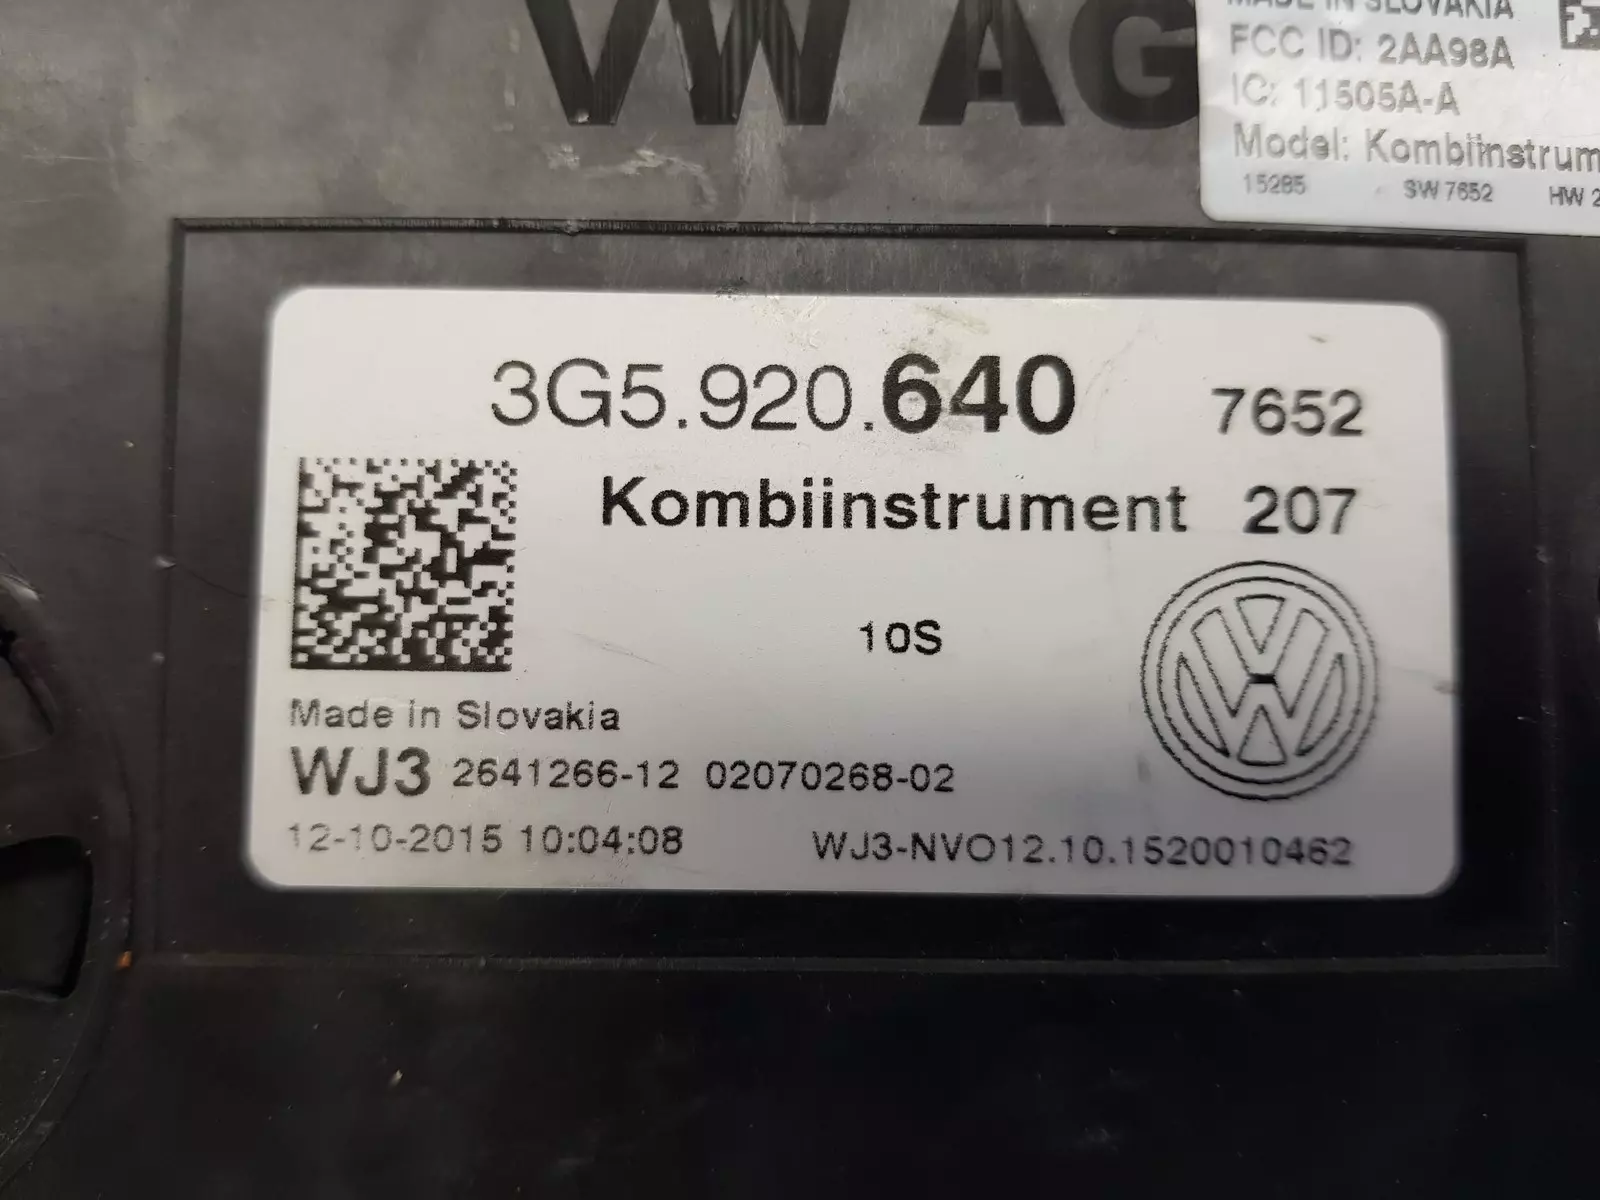 VW AG
MADE IN SLOVAKIA
FCC ID: 2AA98A
IC: 11505A-A
Model: Kombiinstrum
15285 SW 7652 HW 2
3G5.920.640 7652
Kombiinstrument 207
10S
Made in Slovakia
WJ3 2641266-12 02070268-02
12-10-2015 10:04:08 WJ3-NVO12.10.1520010462